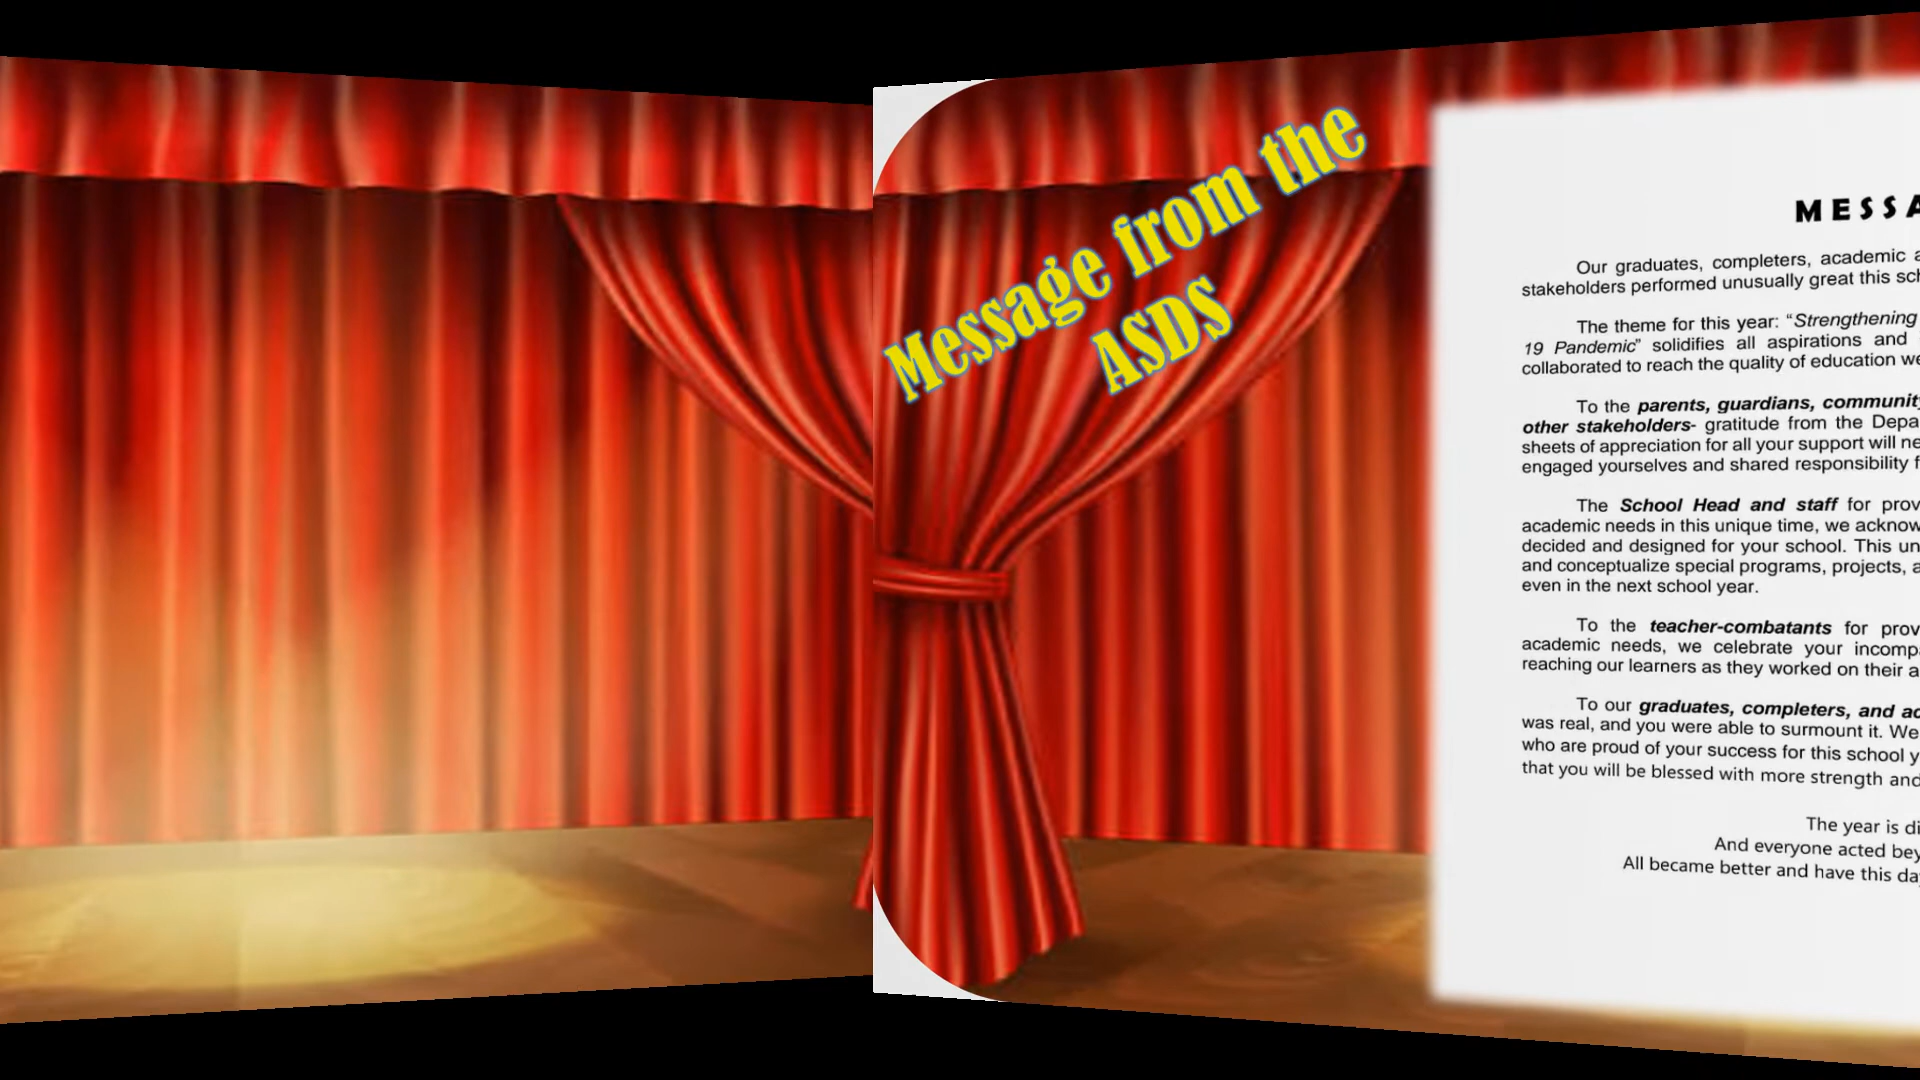 Message from the
ASDS
MESSA
Our graduates, completers, academic a
stakeholders performed unusually great this sch
The theme for this year: “Strengthening
19 Pandemic” solidifies all aspirations and
collaborated to reach the quality of education we
To the parents, guardians, community
other stakeholders- gratitude from the Depa
sheets of appreciation for all your support will ne
engaged yourselves and shared responsibility f
The School Head and staff for prov
academic needs in this unique time, we acknow
decided and designed for your school. This un
and conceptualize special programs, projects, a
even in the next school year.
To the teacher-combatants for prov
academic needs, we celebrate your incomp
reaching our learners as they worked on their a
To our graduates, completers, and ac
was real, and you were able to surmount it. We
who are proud of your success for this school y
that you will be blessed with more strength and
The year is di
And everyone acted bey
All became better and have this day